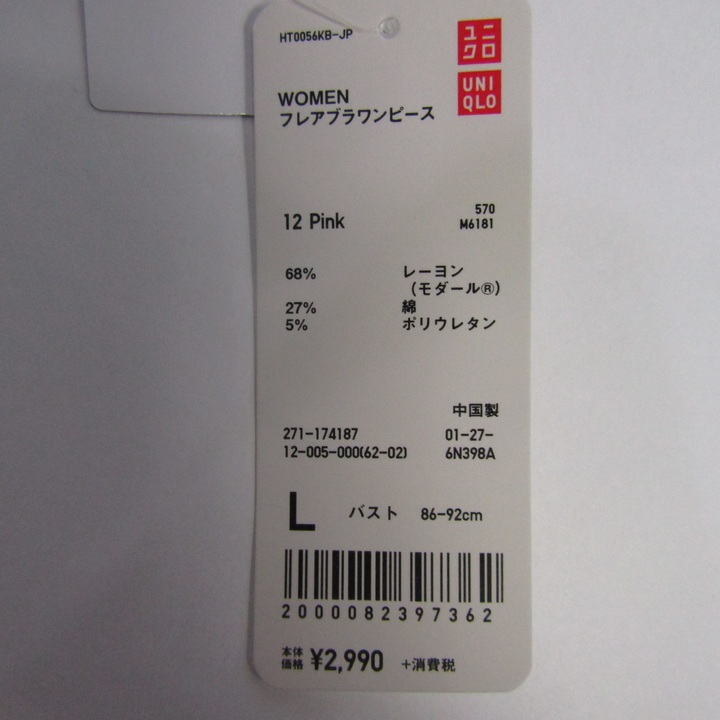 HT0056KB-JP
ユニ
クロ
UNI
QLO
WOMEN
フレアブラワンピース
12 Pink
570
M6181
68% レーヨン
(モダール®)
27% 綿
5% ポリウレタン
中国製
271-174187 01-27-
12-005-000(62-02) 6N398A
L バスト 86-92cm
2000082397362
本体
価格 ¥2,990 +消費税